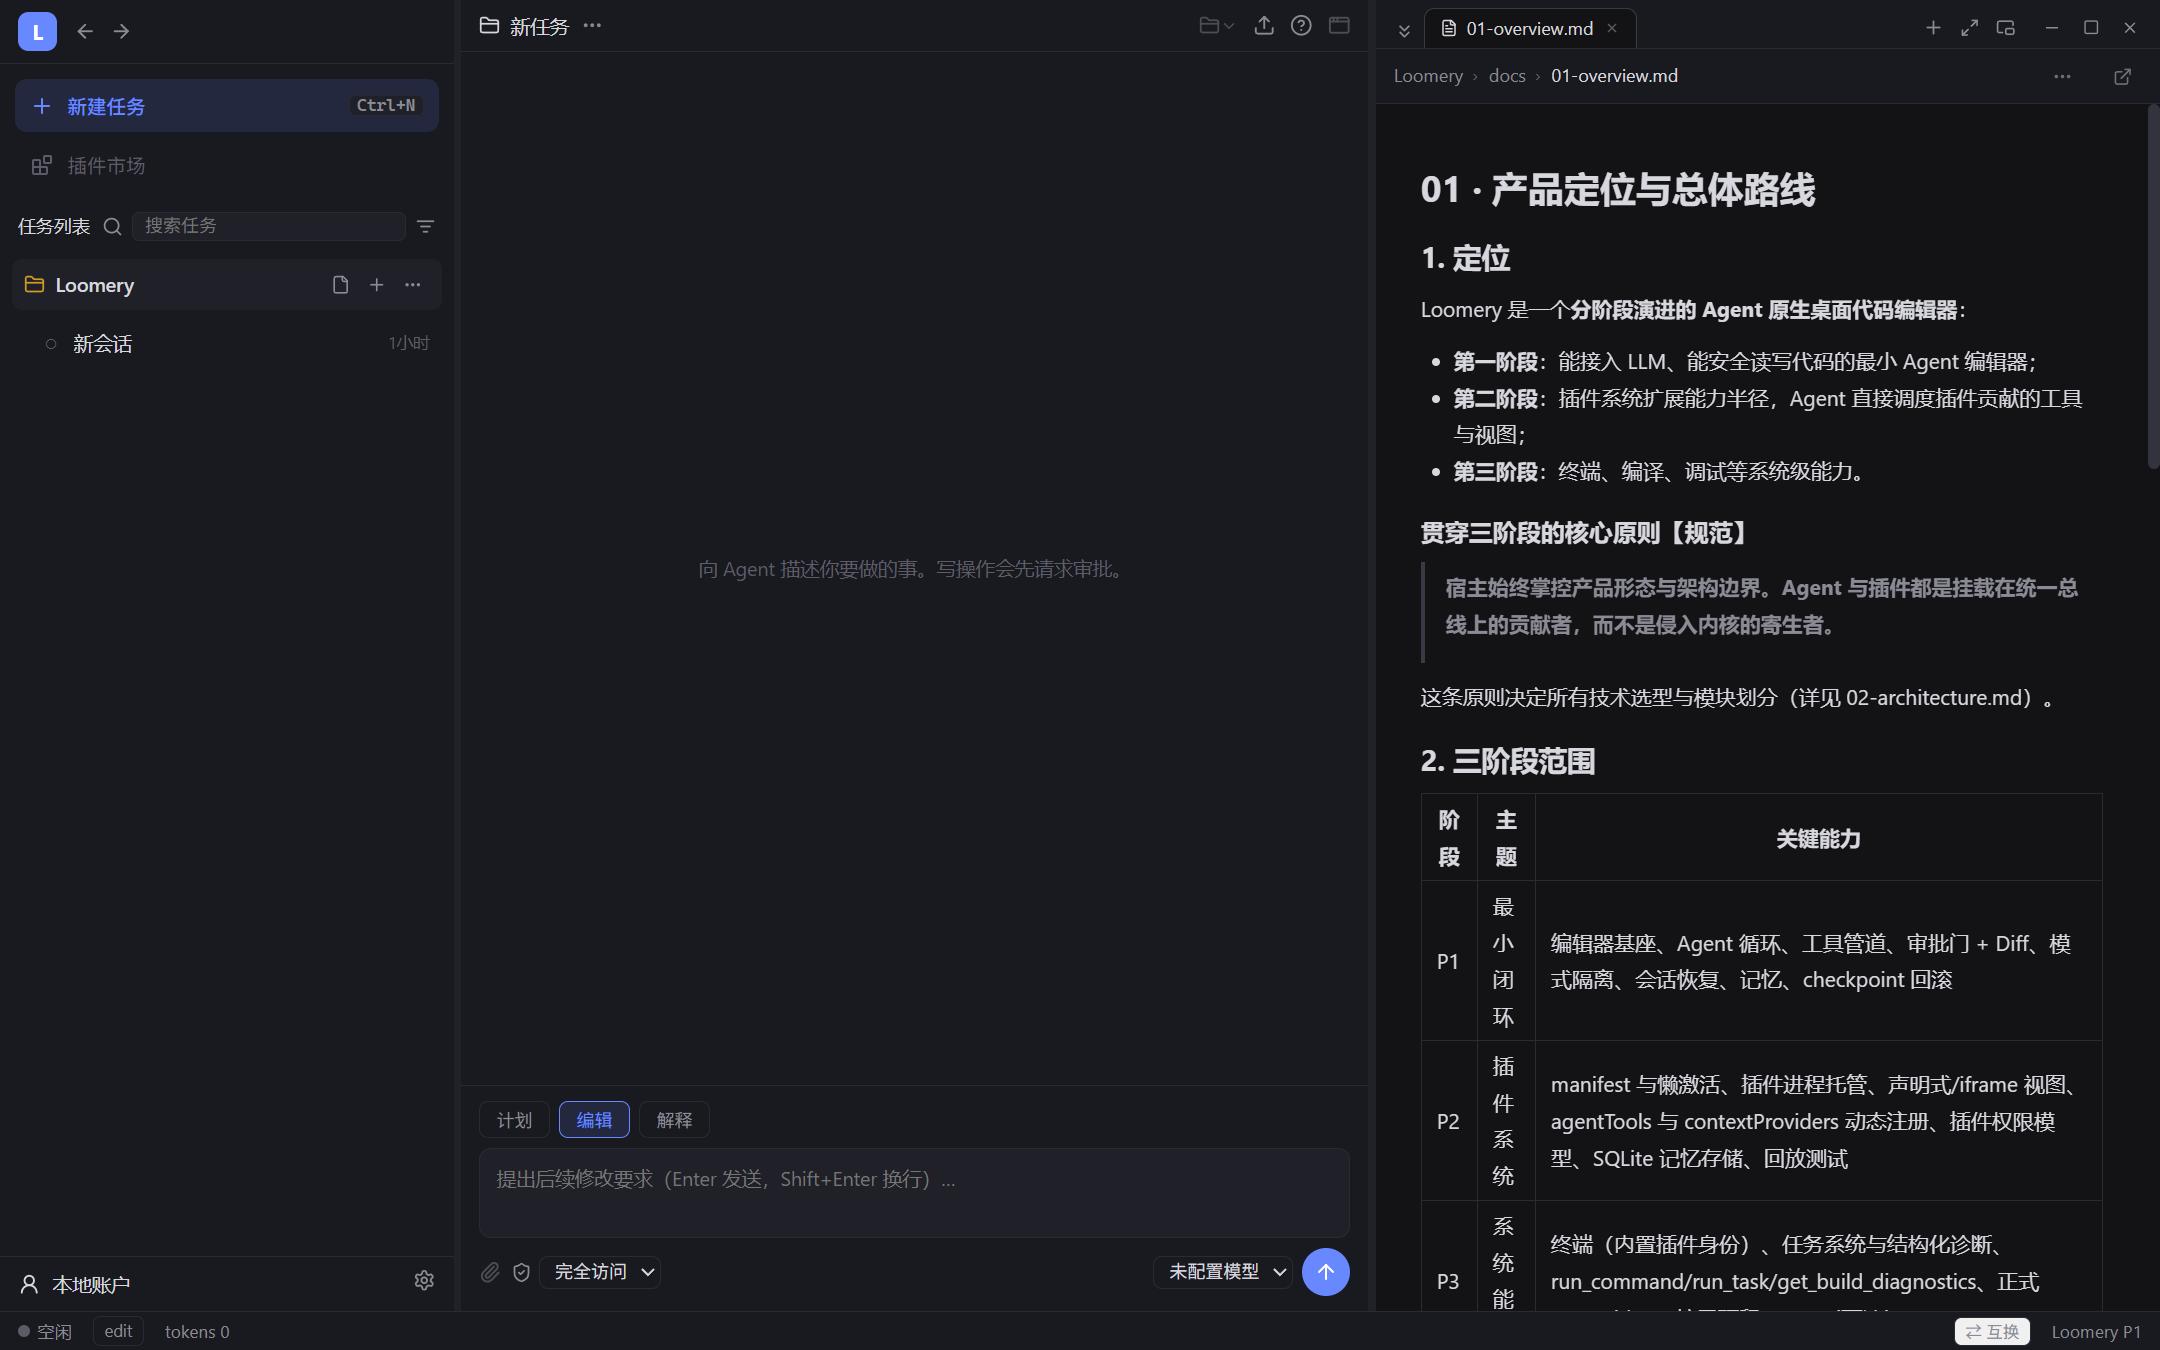 L
新建任务 Ctrl+N
插件市场
任务列表 搜索任务
Loomery
新会话 1小时
本地账户
新任务
向 Agent 描述你要做的事。写操作会先请求审批。
计划 编辑 解释
提出后续修改要求（Enter 发送，Shift+Enter 换行）...
完全访问 未配置模型
01-overview.md
Loomery › docs › 01-overview.md
01 · 产品定位与总体路线
1. 定位
Loomery 是一个分阶段演进的 Agent 原生桌面代码编辑器：
• 第一阶段：能接入 LLM、能安全读写代码的最小 Agent 编辑器；
• 第二阶段：插件系统扩展能力半径，Agent 直接调度插件贡献的工具
与视图；
• 第三阶段：终端、编译、调试等系统级能力。
贯穿三阶段的核心原则【规范】
宿主始终掌控产品形态与架构边界。Agent 与插件都是挂载在统一总
线上的贡献者，而不是侵入内核的寄生者。
这条原则决定所有技术选型与模块划分（详见 02-architecture.md）。
2. 三阶段范围
阶段 主题 关键能力
P1 最小闭环 编辑器基座、Agent 循环、工具管道、审批门 + Diff、模
式隔离、会话恢复、记忆、checkpoint 回滚
P2 插件系统 manifest 与懒激活、插件进程托管、声明式/iframe 视图、
agentTools 与 contextProviders 动态注册、插件权限模
型、SQLite 记忆存储、回放测试
P3 系统能 终端（内置插件身份）、任务系统与结构化诊断、
run_command/run_task/get_build_diagnostics、正式
空闲 edit tokens 0 互换 Loomery P1